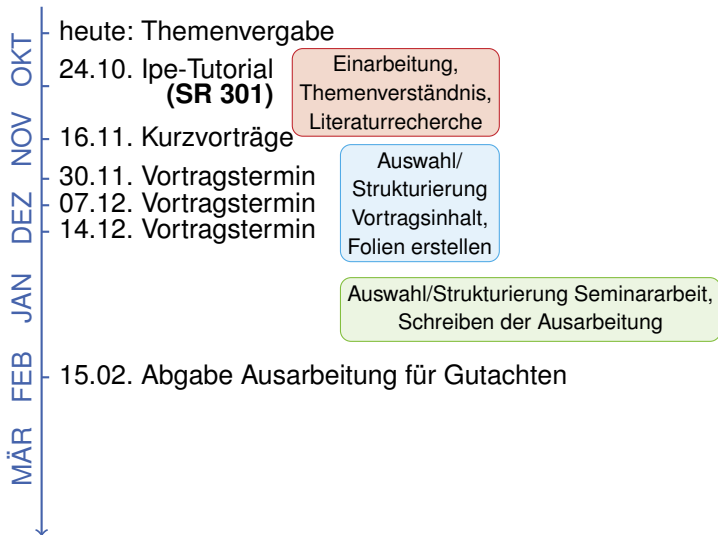 heute: Themenvergabe
24.10. Ipe-Tutorial
(SR 301)
16.11. Kurzvorträge
30.11. Vortragstermin
07.12. Vortragstermin
14.12. Vortragstermin
15.02. Abgabe Ausarbeitung für Gutachten
Einarbeitung,
Themenverständnis,
Literaturrecherche
Auswahl/
Strukturierung
Vortragsinhalt,
Folien erstellen
Auswahl/Strukturierung Seminararbeit,
Schreiben der Ausarbeitung
OKT
NOV
DEZ
JAN
FEB
MÄR